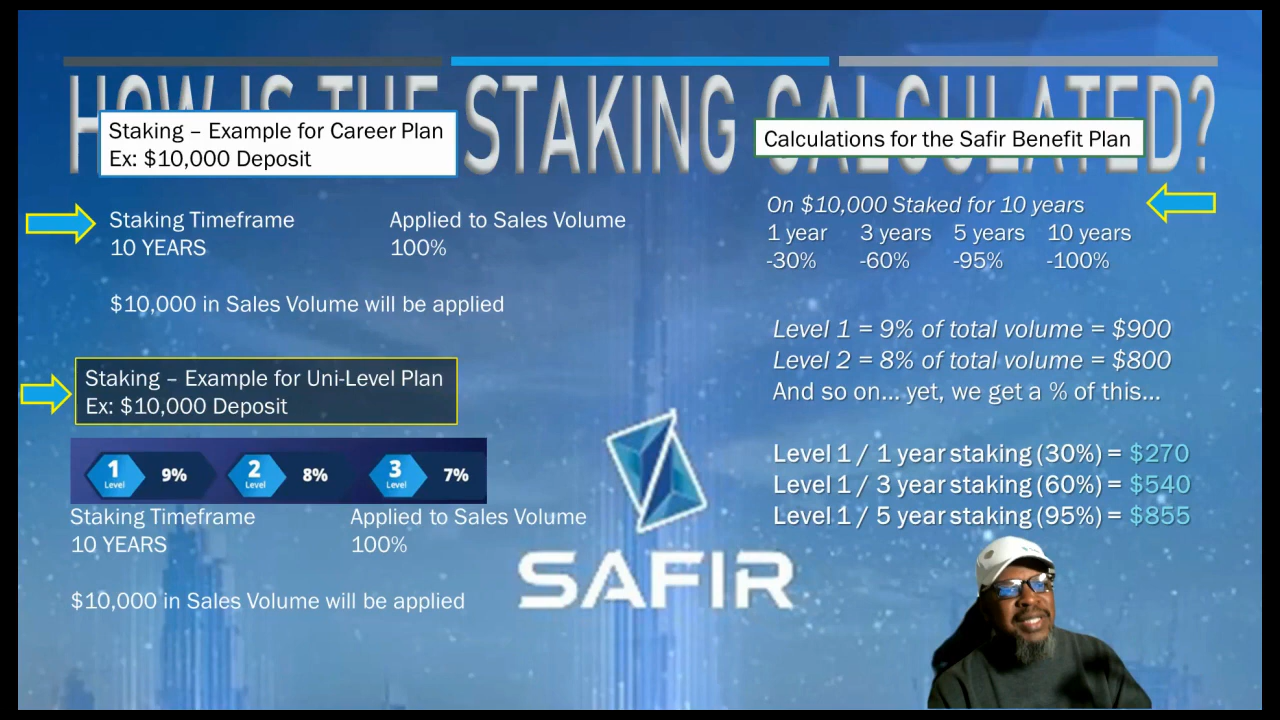 HOW IS THE STAKING CALCULATED?
Staking – Example for Career Plan
Ex: $10,000 Deposit
Staking Timeframe Applied to Sales Volume
10 YEARS 100%
$10,000 in Sales Volume will be applied
Staking – Example for Uni-Level Plan
Ex: $10,000 Deposit
1 Level 9% 2 Level 8% 3 Level 7%
Staking Timeframe Applied to Sales Volume
10 YEARS 100%
$10,000 in Sales Volume will be applied
SAFIR
Calculations for the Safir Benefit Plan
On $10,000 Staked for 10 years
1 year 3 years 5 years 10 years
-30% -60% -95% -100%
Level 1 = 9% of total volume = $900
Level 2 = 8% of total volume = $800
And so on... yet, we get a % of this...
Level 1 / 1 year staking (30%) = $270
Level 1 / 3 year staking (60%) = $540
Level 1 / 5 year staking (95%) = $855